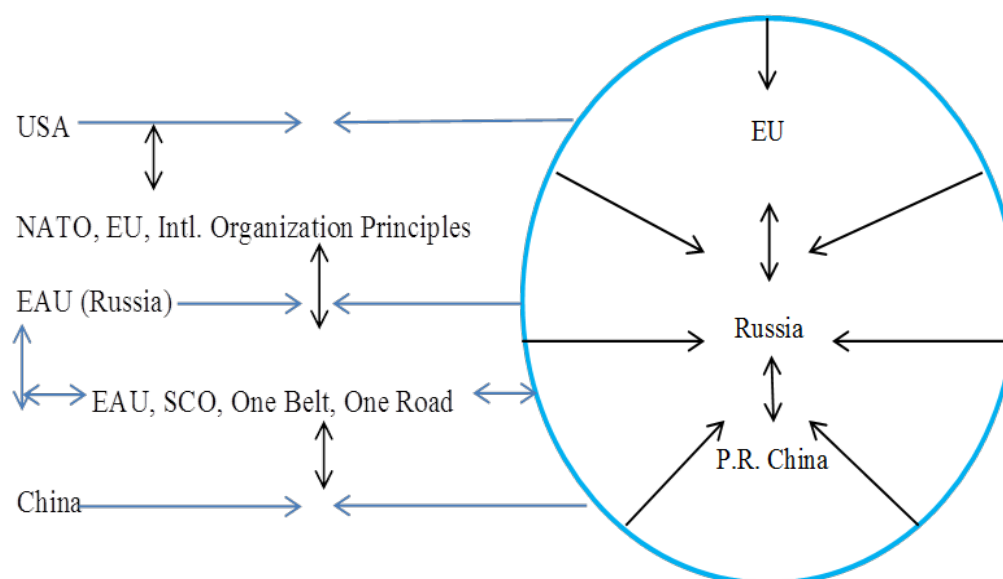 USA
NATO, EU, Intl. Organization Principles
EAU (Russia)
EAU, SCO, One Belt, One Road
China
EU
Russia
P.R. China